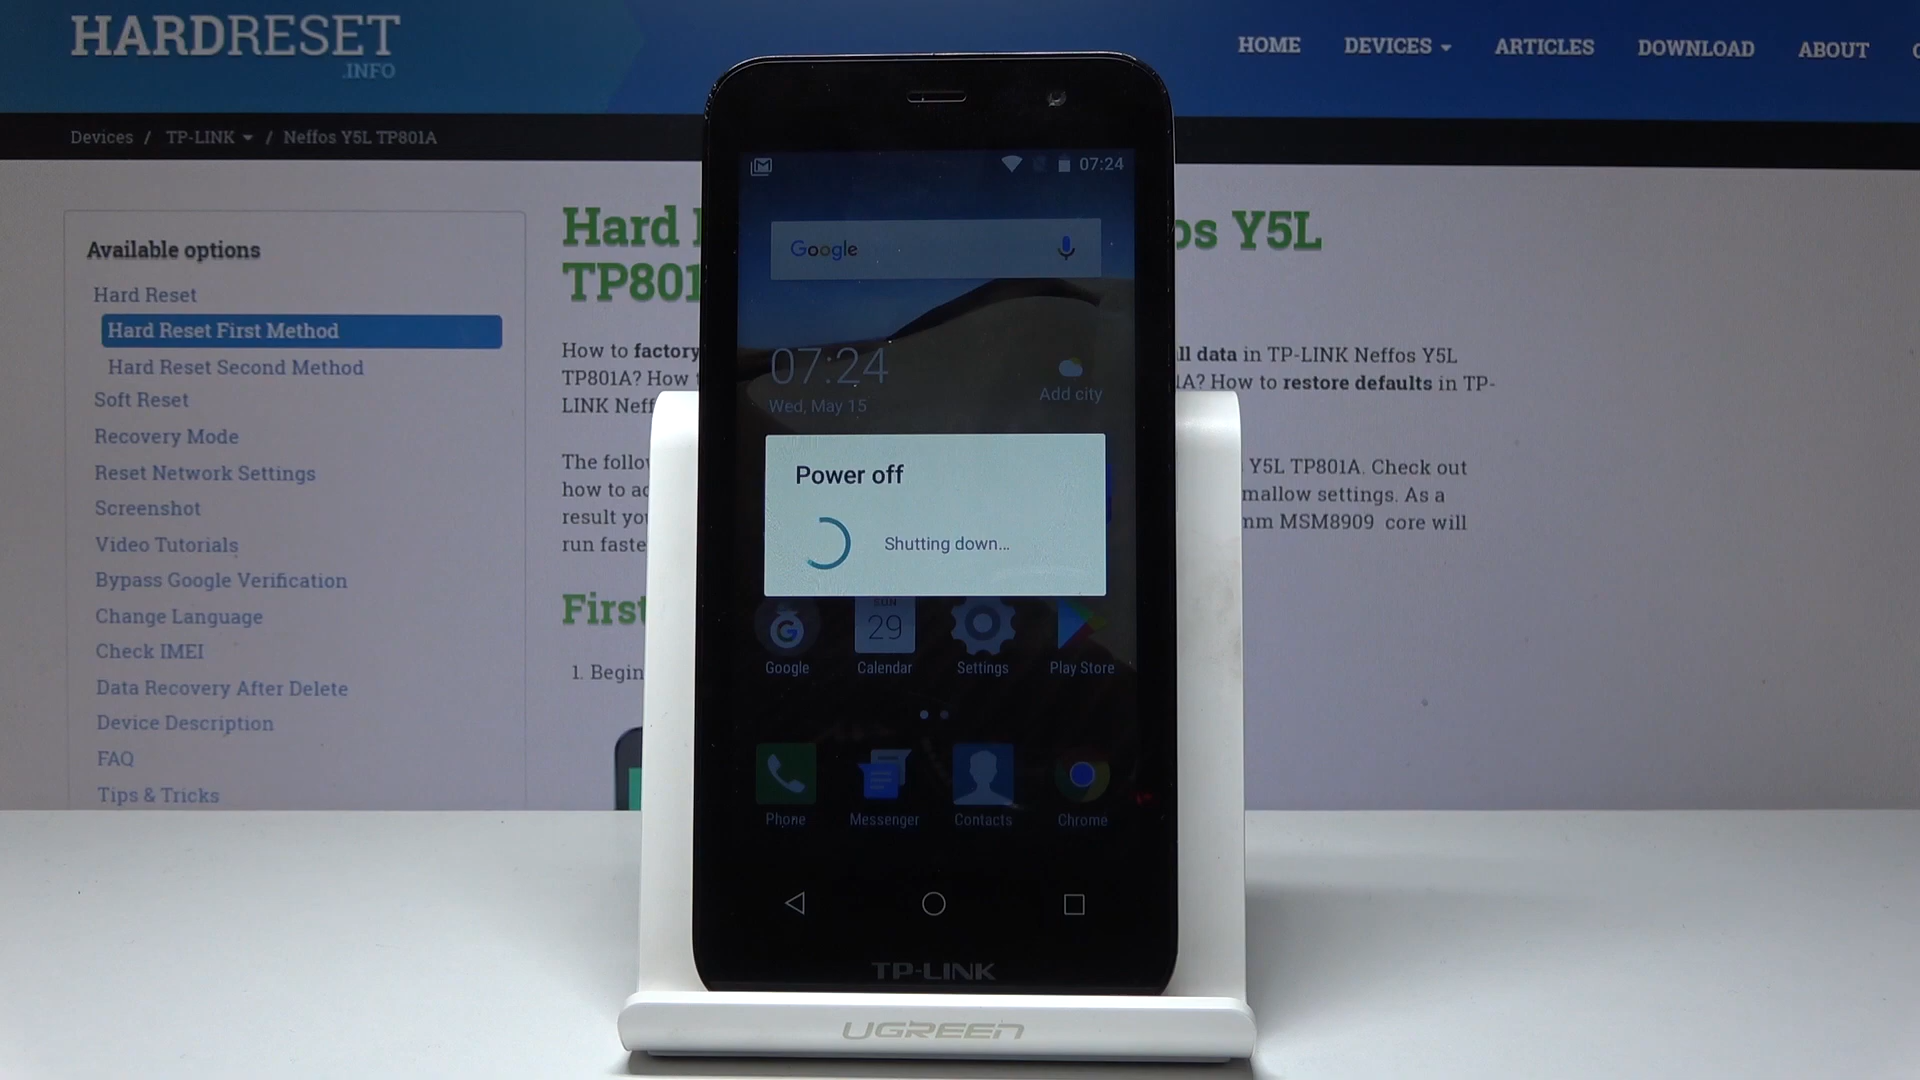 HARDRESET
.INFO
HOME DEVICES ARTICLES DOWNLOAD ABOUT
Devices / TP-LINK / Neffos Y5L TP801A
Available options
Hard Reset
Hard Reset First Method
Hard Reset Second Method
Soft Reset
Recovery Mode
Reset Network Settings
Screenshot
Video Tutorials
Bypass Google Verification
Change Language
Check IMEI
Data Recovery After Delete
Device Description
FAQ
Tips & Tricks
Hard
Y5L
TP801
How to factory
ll data in TP-LINK Neffos Y5L
TP801A? How
A? How to restore defaults in TP-
LINK Neff
The follo
Y5L TP801A. Check out
how to ac
mallow settings. As a
result yo
mm MSM8909 core will
run faste
First
1. Begin
07:24
Google
07:24
Wed, May 15
Add city
Power off
Shutting down...
SUN
29
Google Calendar Settings Play Store
Phone Messenger Contacts Chrome
TP-LINK
UGREEN